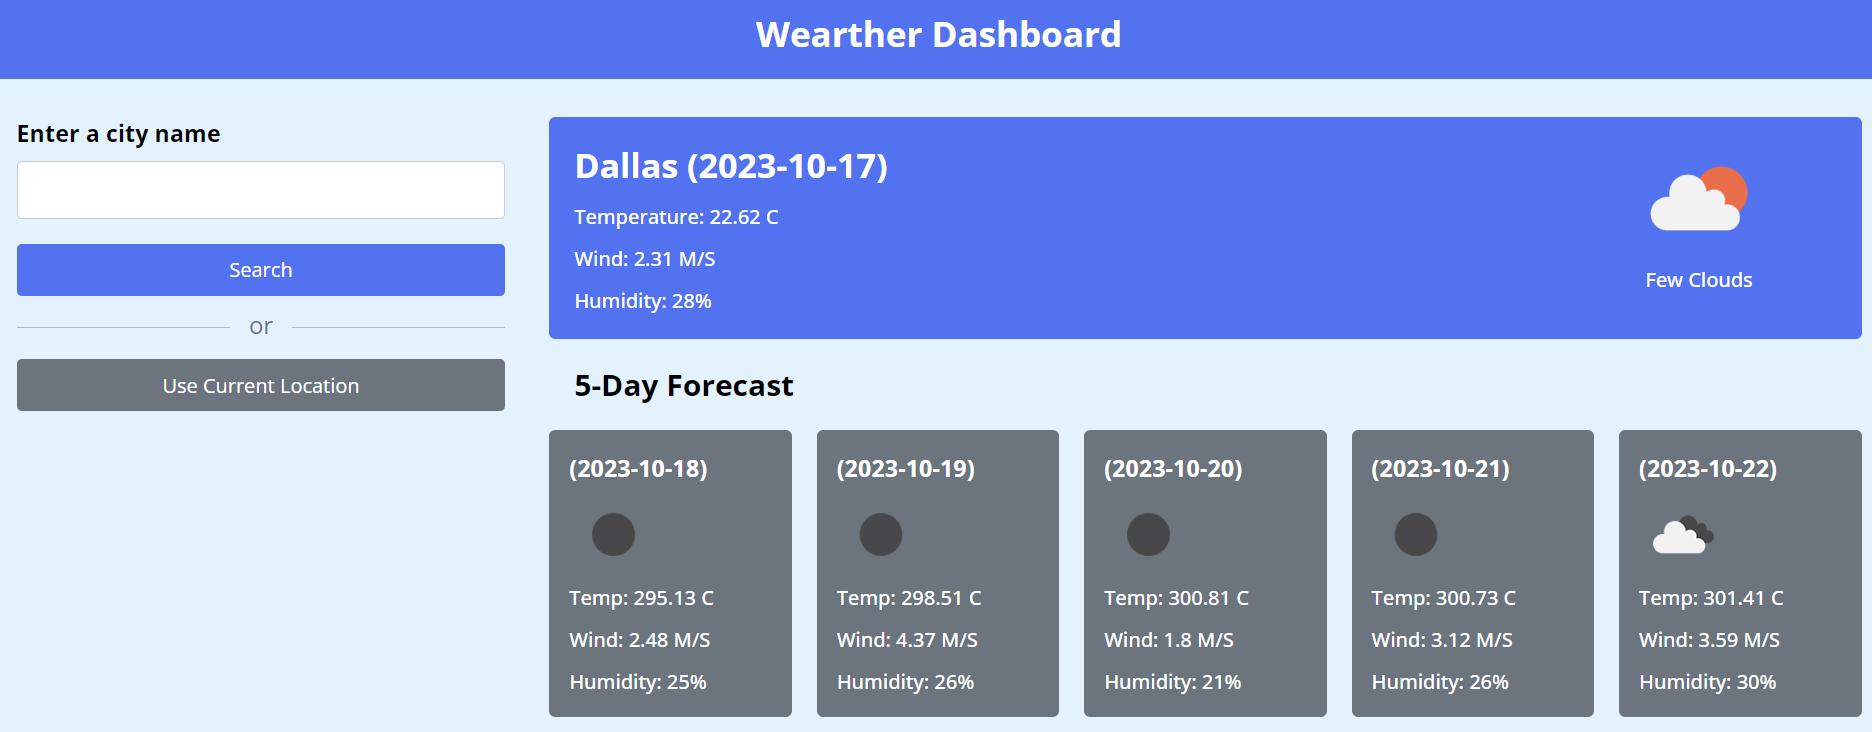 Wearther Dashboard
Enter a city name
Search
or
Use Current Location
Dallas (2023-10-17)
Temperature: 22.62 C
Wind: 2.31 M/S
Humidity: 28%
Few Clouds
5-Day Forecast
(2023-10-18)
Temp: 295.13 C
Wind: 2.48 M/S
Humidity: 25%
(2023-10-19)
Temp: 298.51 C
Wind: 4.37 M/S
Humidity: 26%
(2023-10-20)
Temp: 300.81 C
Wind: 1.8 M/S
Humidity: 21%
(2023-10-21)
Temp: 300.73 C
Wind: 3.12 M/S
Humidity: 26%
(2023-10-22)
Temp: 301.41 C
Wind: 3.59 M/S
Humidity: 30%